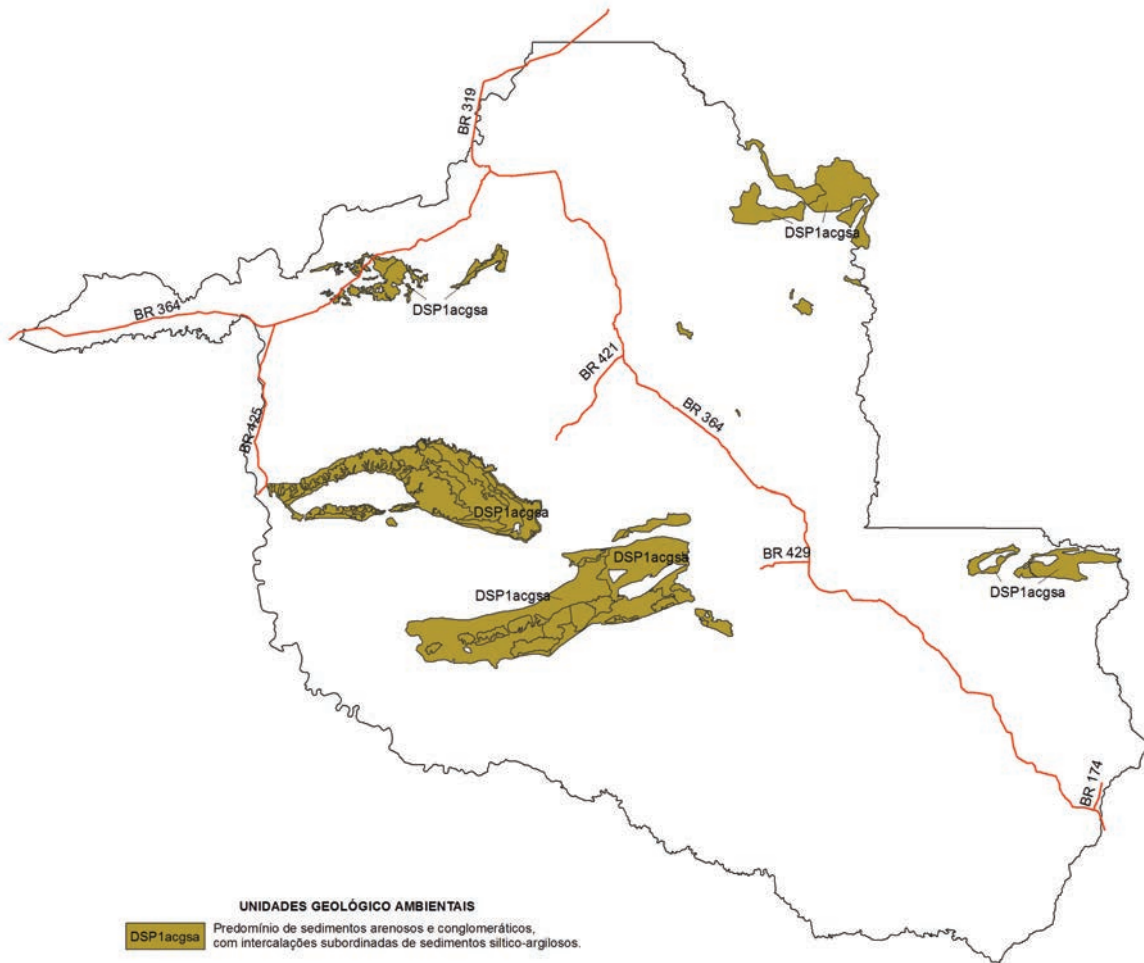 BR 319
DSP1acgsa
DSP1acgsa
BR 364
BR 421
BR 425
BR 364
DSP1acgsa
DSP1acgsa
BR 429
DSP1acgsa
DSP1acgsa
BR 174
UNIDADES GEOLÓGICO AMBIENTAIS
DSP1acgsa
Predomínio de sedimentos arenosos e conglomeráticos,
com intercalações subordinadas de sedimentos síltico-argilosos.